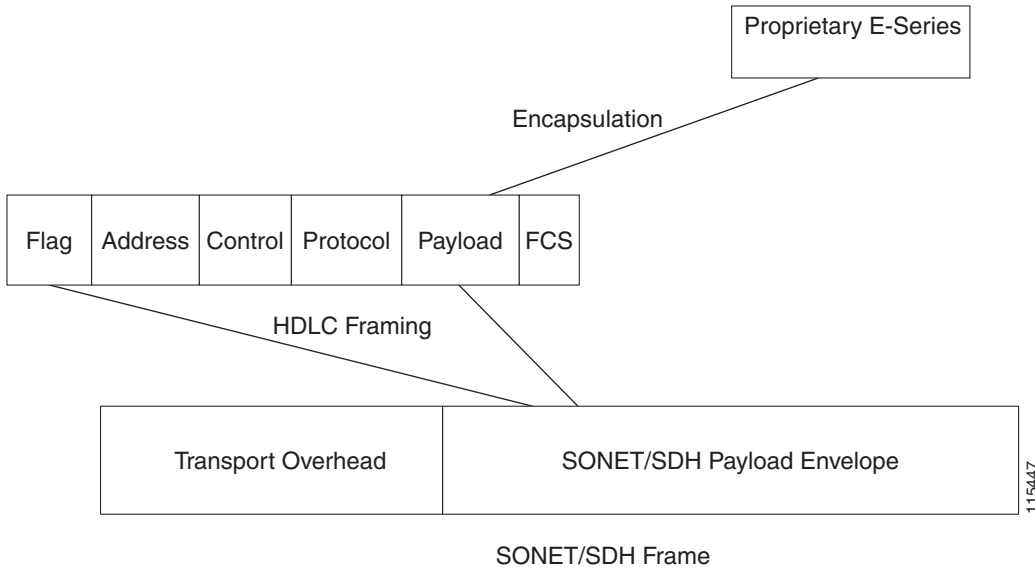 Proprietary E-Series
Encapsulation
Flag Address Control Protocol Payload FCS
HDLC Framing
Transport Overhead SONET/SDH Payload Envelope
115447
SONET/SDH Frame